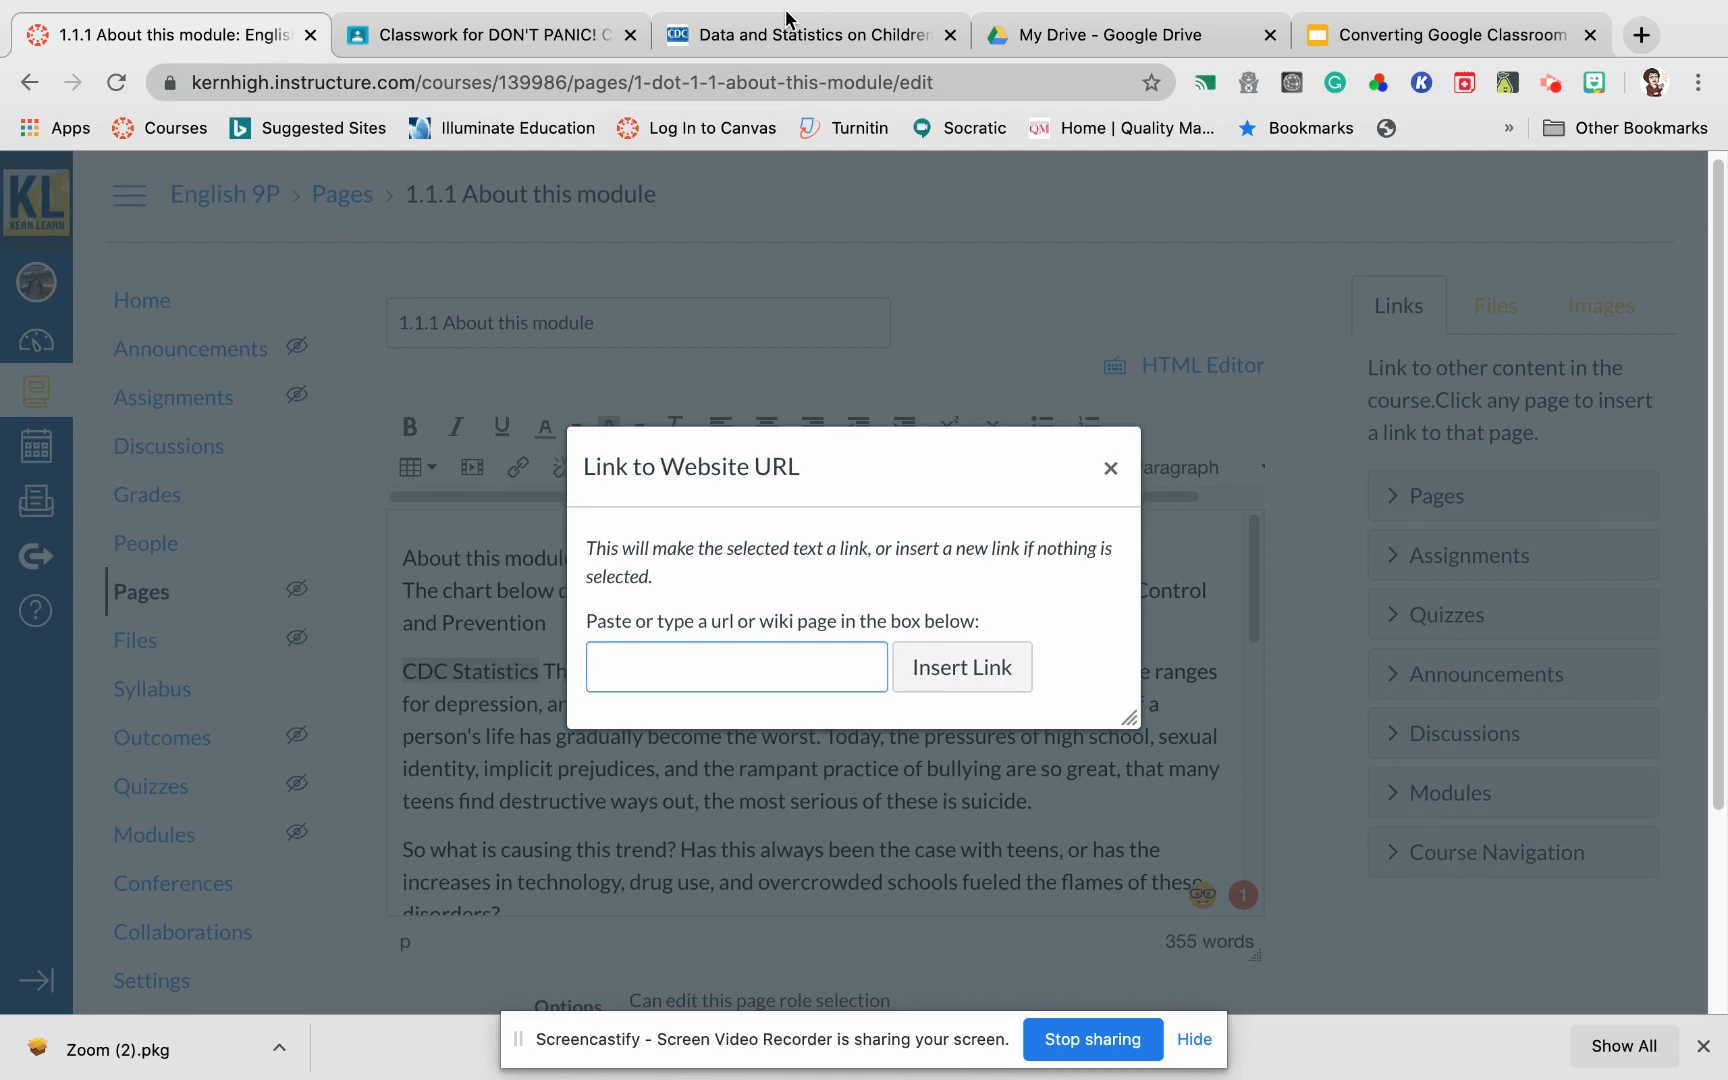 1.1.1 About this module: Englis
Classwork for DON'T PANIC! C
CDC
Data and Statistics on Children
My Drive - Google Drive
Converting Google Classroom
kernhigh.instructure.com/courses/139986/pages/1-dot-1-1-about-this-module/edit
Apps
Courses
Suggested Sites
Illuminate Education
Log In to Canvas
Turnitin
Socratic
QM
Home | Quality Ma...
Bookmarks
»
Other Bookmarks
KL
KERN LEARN
English 9P > Pages > 1.1.1 About this module
Home
Announcements
Assignments
Discussions
Grades
People
Pages
Files
Syllabus
Outcomes
Quizzes
Modules
Conferences
Collaborations
Settings
1.1.1 About this module
HTML Editor
B I U A
aragraph
About this modul
The chart below
Control
and Prevention
CDC Statistics Th
e ranges
for depression, an
a
person's life has gradually become the worst. Today, the pressures of high school, sexual
identity, implicit prejudices, and the rampant practice of bullying are so great, that many
teens find destructive ways out, the most serious of these is suicide.
So what is causing this trend? Has this always been the case with teens, or has the
increases in technology, drug use, and overcrowded schools fueled the flames of these
disorders?
1
p
355 words
Options
Can edit this page role selection
Link to Website URL
This will make the selected text a link, or insert a new link if nothing is
selected.
Paste or type a url or wiki page in the box below:
Insert Link
Links
Files
Images
Link to other content in the
course.Click any page to insert
a link to that page.
Pages
Assignments
Quizzes
Announcements
Discussions
Modules
Course Navigation
Zoom (2).pkg
Screencastify - Screen Video Recorder is sharing your screen.
Stop sharing
Hide
Show All